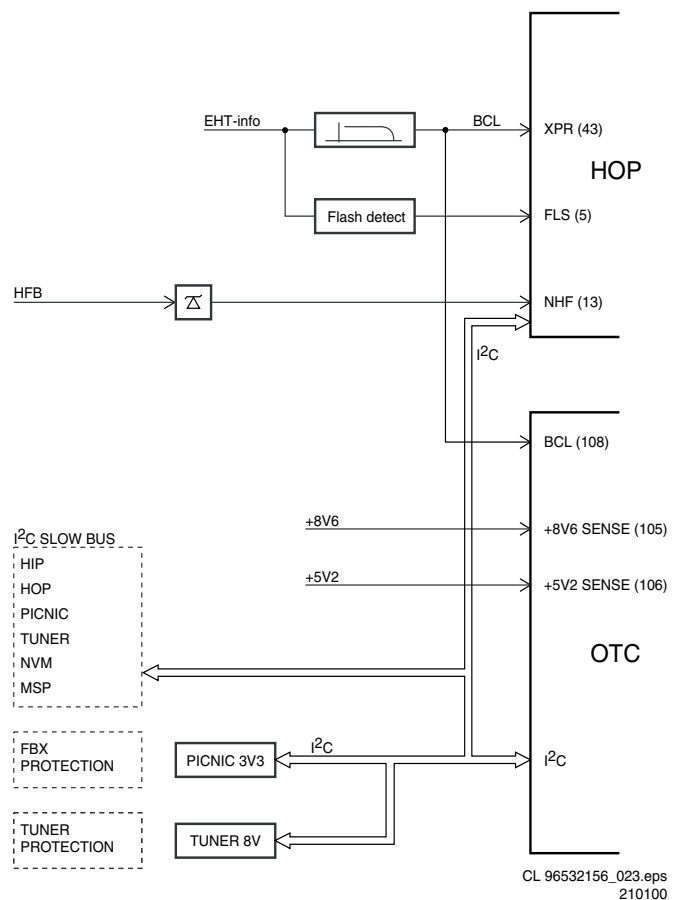 EHT-info
BCL
XPR (43)
HOP
Flash detect
FLS (5)
HFB
NHF (13)
I²C
BCL (108)
+8V6
+8V6 SENSE (105)
+5V2
+5V2 SENSE (106)
OTC
I²C SLOW BUS
HIP
HOP
PICNIC
TUNER
NVM
MSP
FBX
PROTECTION
PICNIC 3V3
I²C
I²C
TUNER
PROTECTION
TUNER 8V
CL 96532156_023.eps
210100